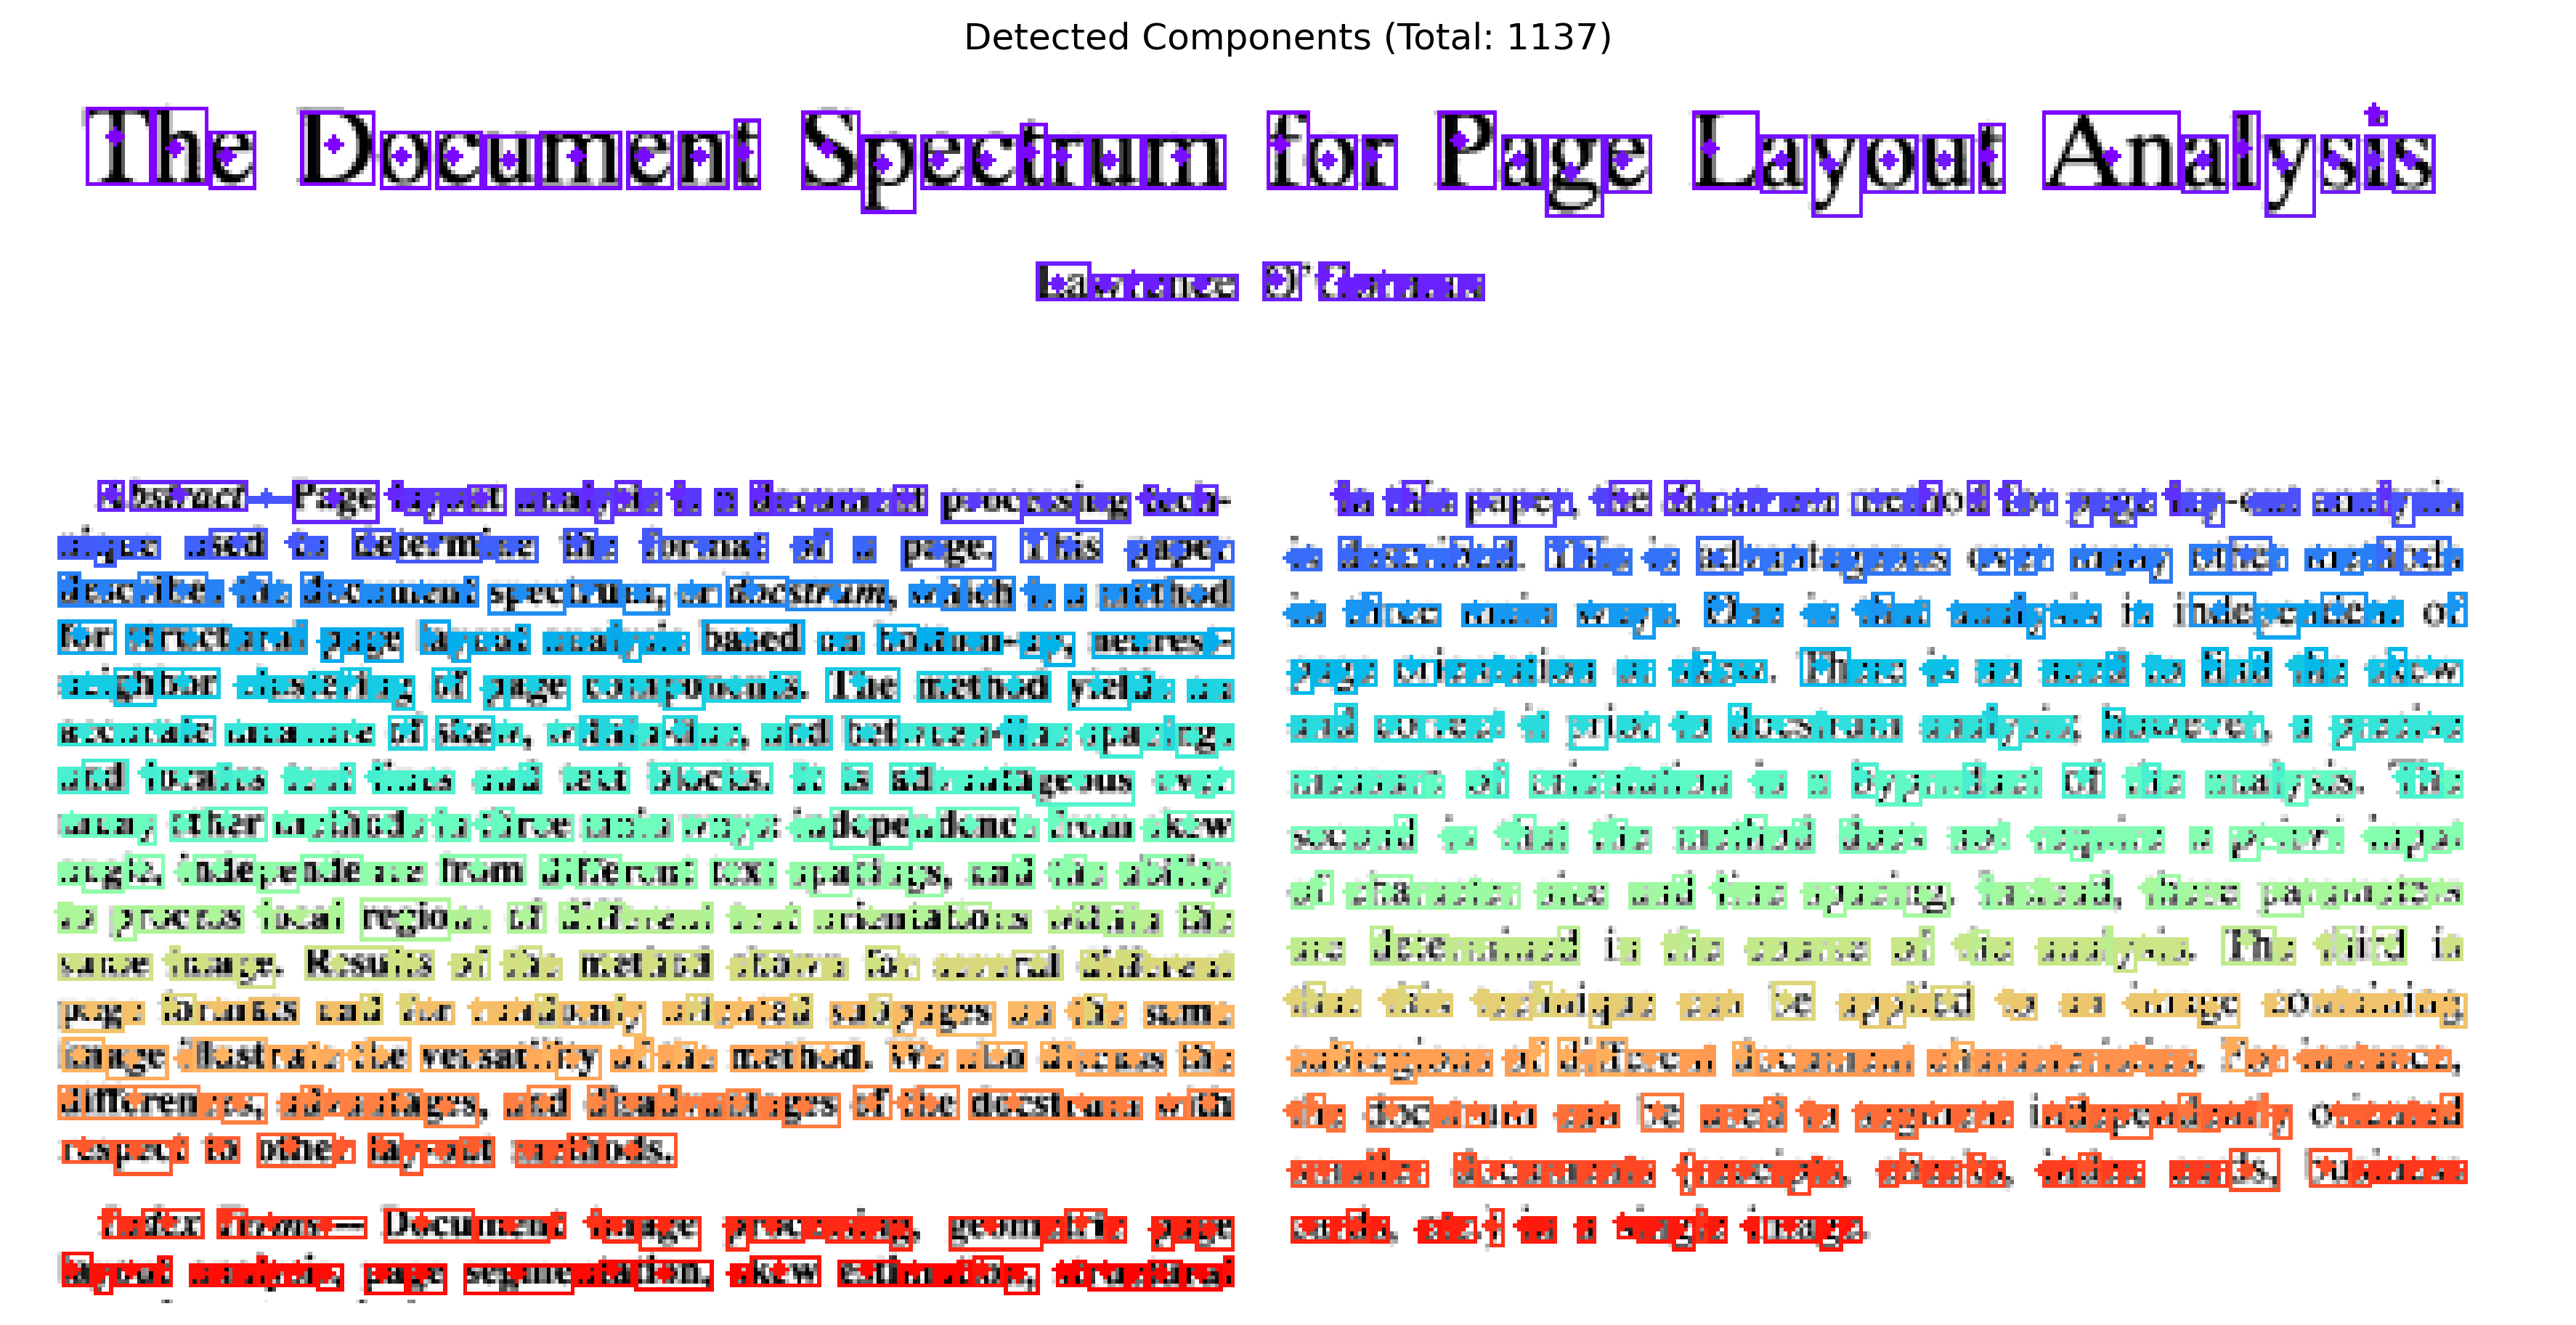 Detected Components (Total: 1137)
The Document Spectrum for Page Layout Analysis
Lawrence O'Gorman
Abstract—Page layout analysis is a document processing tech-
nique used to determine the format of a page. This paper
describes the document spectrum, or docstrum, which is a method
for structural page layout analysis based on bottom-up, nearest-
neighbor clustering of page components. The method yields an
accurate measure of skew, within-line, and between-line spacings
and locates text lines and text blocks. It is advantageous over
many other methods in three main ways: independence from skew
angle, independence from different text spacings, and the ability
to process local regions of different text orientations within the
same image. Results of the method shown for several different
page formats and for randomly oriented subpages on the same
image illustrate the versatility of the method. We also discuss the
differences, advantages, and disadvantages of the docstrum with
respect to other lay-out methods.
Index Terms— Document image processing, geometric page
layout analysis, page segmentation, skew estimation, structural
In this paper, the docstrum method for page lay-out analysis
is described. This is advantageous over many other methods
in three main ways. One is that analysis is independent of
page orientation or skew. There is no need to find the skew
and correct it prior to docstrum analysis; however, a precise
measure of orientation is a byproduct of the analysis. The
second is that the method does not require a priori input
of character size and line spacing. Instead, these parameters
are determined in the course of the analysis. The third is
that this technique can be applied to an image containing
subregions of different document characteristics. For instance,
the docstrum can be used to segment independently oriented
smaller documents (receipts, checks, index cards, business
cards, etc.) in a single image.